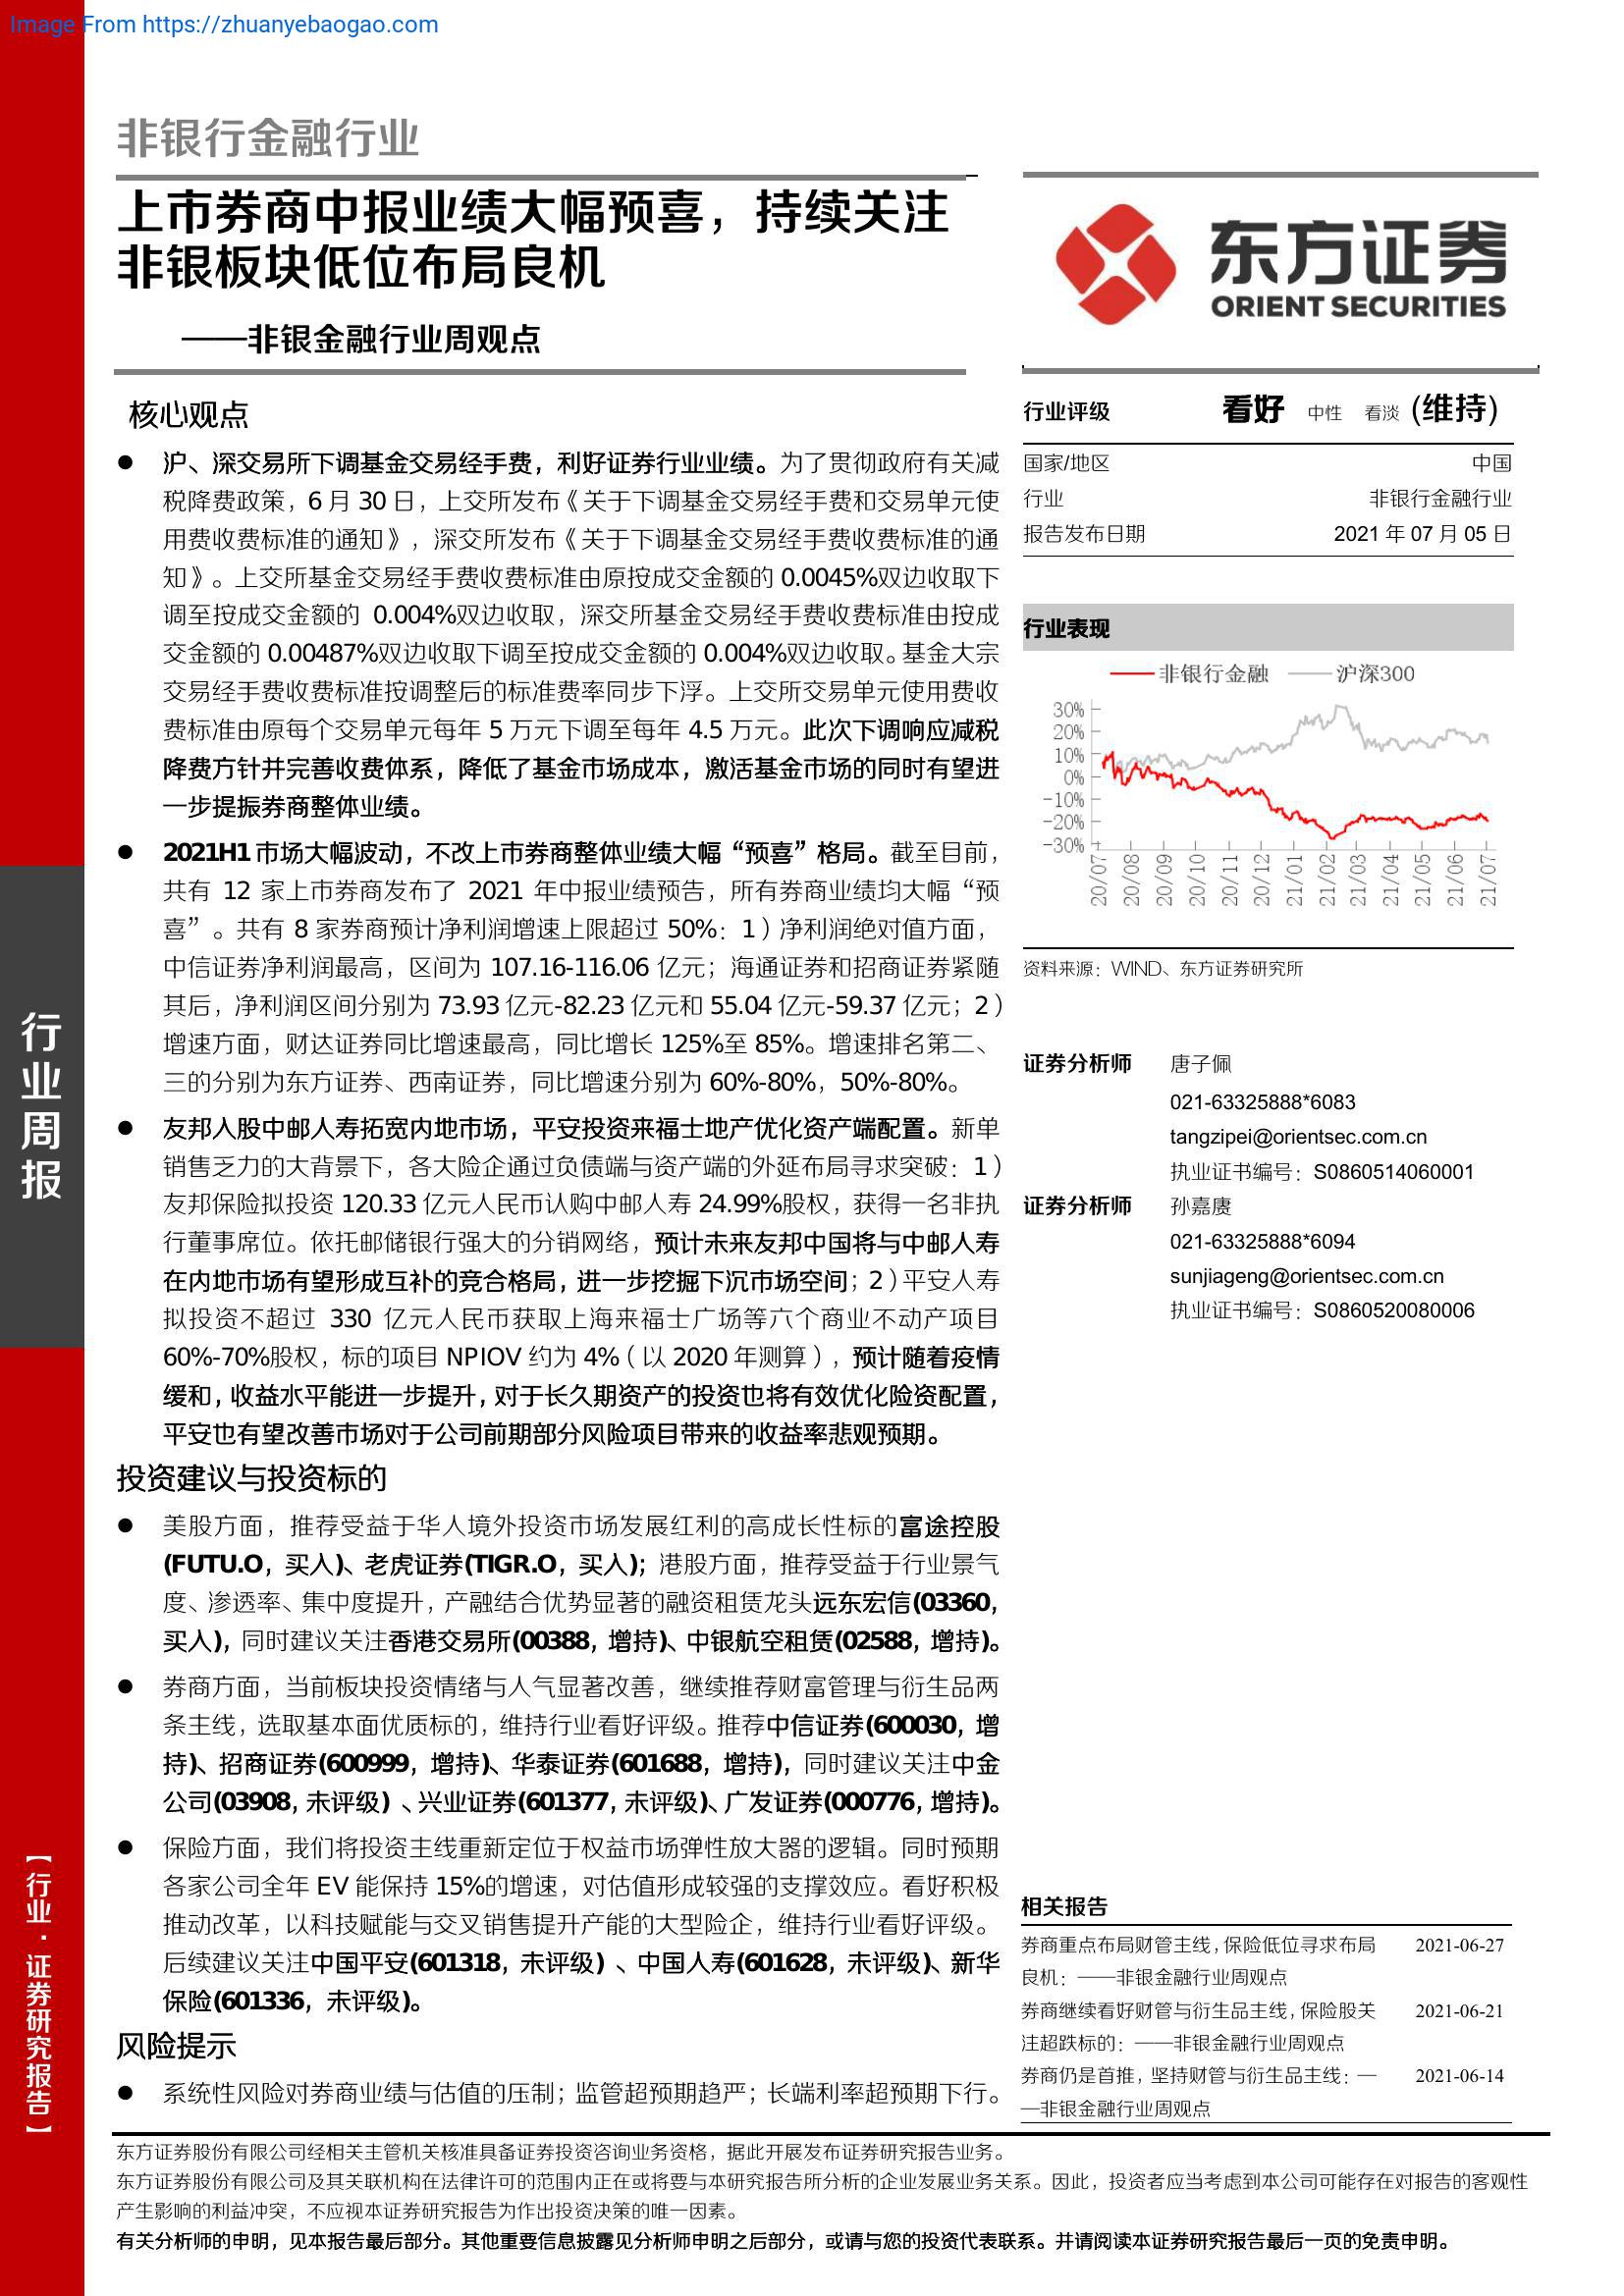 Image From https://zhuanyebaogao.com
非银行金融行业
上市券商中报业绩大幅预喜，持续关注
非银板块低位布局良机
——非银金融行业周观点
东方证券
ORIENT SECURITIES
核心观点
● 沪、深交易所下调基金交易经手费，利好证券行业业绩。为了贯彻政府有关减
税降费政策，6 月 30 日，上交所发布《关于下调基金交易经手费和交易单元使
用费收费标准的通知》，深交所发布《关于下调基金交易经手费收费标准的通
知》。上交所基金交易经手费收费标准由原按成交金额的 0.0045%双边收取下
调至按成交金额的 0.004%双边收取，深交所基金交易经手费收费标准由按成
交金额的 0.00487%双边收取下调至按成交金额的 0.004%双边收取。基金大宗
交易经手费收费标准按调整后的标准费率同步下浮。上交所交易单元使用费收
费标准由原每个交易单元每年 5 万元下调至每年 4.5 万元。此次下调响应减税
降费方针并完善收费体系，降低了基金市场成本，激活基金市场的同时有望进
一步提振券商整体业绩。
● 2021H1 市场大幅波动，不改上市券商整体业绩大幅“预喜”格局。截至目前，
共有 12 家上市券商发布了 2021 年中报业绩预告，所有券商业绩均大幅“预
喜”。共有 8 家券商预计净利润增速上限超过 50%：1）净利润绝对值方面，
中信证券净利润最高，区间为 107.16-116.06 亿元；海通证券和招商证券紧随
其后，净利润区间分别为 73.93 亿元-82.23 亿元和 55.04 亿元-59.37 亿元；2）
增速方面，财达证券同比增速最高，同比增长 125%至 85%。增速排名第二、
三的分别为东方证券、西南证券，同比增速分别为 60%-80%，50%-80%。
● 友邦入股中邮人寿拓宽内地市场，平安投资来福士地产优化资产端配置。新单
销售乏力的大背景下，各大险企通过负债端与资产端的外延布局寻求突破：1）
友邦保险拟投资 120.33 亿元人民币认购中邮人寿 24.99%股权，获得一名非执
行董事席位。依托邮储银行强大的分销网络，预计未来友邦中国将与中邮人寿
在内地市场有望形成互补的竞合格局，进一步挖掘下沉市场空间；2）平安人寿
拟投资不超过 330 亿元人民币获取上海来福士广场等六个商业不动产项目
60%-70%股权，标的项目 NPIOV 约为 4%（以 2020 年测算），预计随着疫情
缓和，收益水平能进一步提升，对于长久期资产的投资也将有效优化险资配置，
平安也有望改善市场对于公司前期部分风险项目带来的收益率悲观预期。
投资建议与投资标的
● 美股方面，推荐受益于华人境外投资市场发展红利的高成长性标的富途控股
(FUTU.O，买入)、老虎证券(TIGR.O，买入)；港股方面，推荐受益于行业景气
度、渗透率、集中度提升，产融结合优势显著的融资租赁龙头远东宏信(03360，
买入)，同时建议关注香港交易所(00388，增持)、中银航空租赁(02588，增持)。
● 券商方面，当前板块投资情绪与人气显著改善，继续推荐财富管理与衍生品两
条主线，选取基本面优质标的，维持行业看好评级。推荐中信证券(600030，增
持)、招商证券(600999，增持)、华泰证券(601688，增持)，同时建议关注中金
公司(03908，未评级) 、兴业证券(601377，未评级)、广发证券(000776，增持)。
● 保险方面，我们将投资主线重新定位于权益市场弹性放大器的逻辑。同时预期
各家公司全年 EV 能保持 15%的增速，对估值形成较强的支撑效应。看好积极
推动改革，以科技赋能与交叉销售提升产能的大型险企，维持行业看好评级。
后续建议关注中国平安(601318，未评级) 、中国人寿(601628，未评级)、新华
保险(601336，未评级)。
风险提示
● 系统性风险对券商业绩与估值的压制；监管超预期趋严；长端利率超预期下行。
行业评级 看好 中性 看淡 (维持)
国家/地区 中国
行业 非银行金融行业
报告发布日期 2021 年 07 月 05 日
行业表现
非银行金融 沪深300
30%
20%
10%
0%
-10%
-20%
-30%
20/07 20/08 20/09 20/10 20/11 20/12 21/01 21/02 21/03 21/04 21/05 21/06 21/07
资料来源：WIND、东方证券研究所
证券分析师 唐子佩
021-63325888*6083
tangzipei@orientsec.com.cn
执业证书编号：S0860514060001
证券分析师 孙嘉赓
021-63325888*6094
sunjiageng@orientsec.com.cn
执业证书编号：S0860520080006
相关报告
券商重点布局财管主线，保险低位寻求布局 2021-06-27
良机：——非银金融行业周观点
券商继续看好财管与衍生品主线，保险股关 2021-06-21
注超跌标的：——非银金融行业周观点
券商仍是首推，坚持财管与衍生品主线：— 2021-06-14
—非银金融行业周观点
行业周报
【行业·证券研究报告】
东方证券股份有限公司经相关主管机关核准具备证券投资咨询业务资格，据此开展发布证券研究报告业务。
东方证券股份有限公司及其关联机构在法律许可的范围内正在或将要与本研究报告所分析的企业发展业务关系。因此，投资者应当考虑到本公司可能存在对报告的客观性
产生影响的利益冲突，不应视本证券研究报告为作出投资决策的唯一因素。
有关分析师的申明，见本报告最后部分。其他重要信息披露见分析师申明之后部分，或请与您的投资代表联系。并请阅读本证券研究报告最后一页的免责申明。